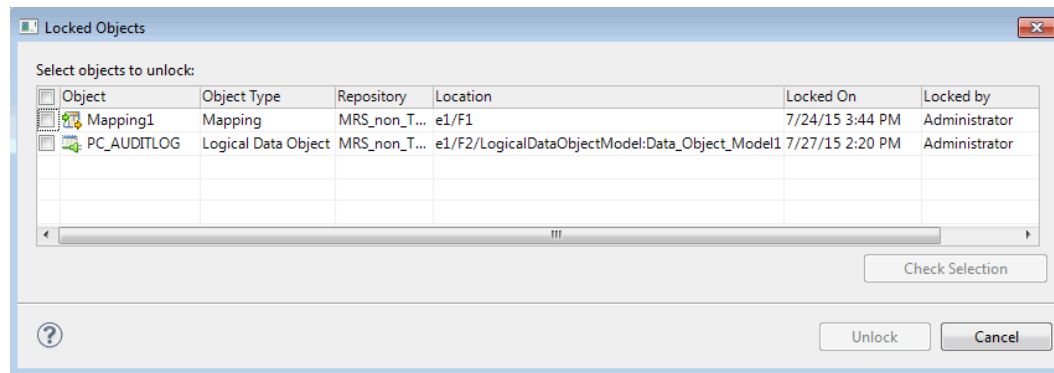 Locked Objects
Select objects to unlock:
Object Object Type Repository Location Locked On Locked by
Mapping1 Mapping MRS_non_T... e1/F1 7/24/15 3:44 PM Administrator
PC_AUDITLOG Logical Data Object MRS_non_T... e1/F2/LogicalDataObjectModel:Data_Object_Model1 7/27/15 2:20 PM Administrator
Check Selection
? Unlock Cancel